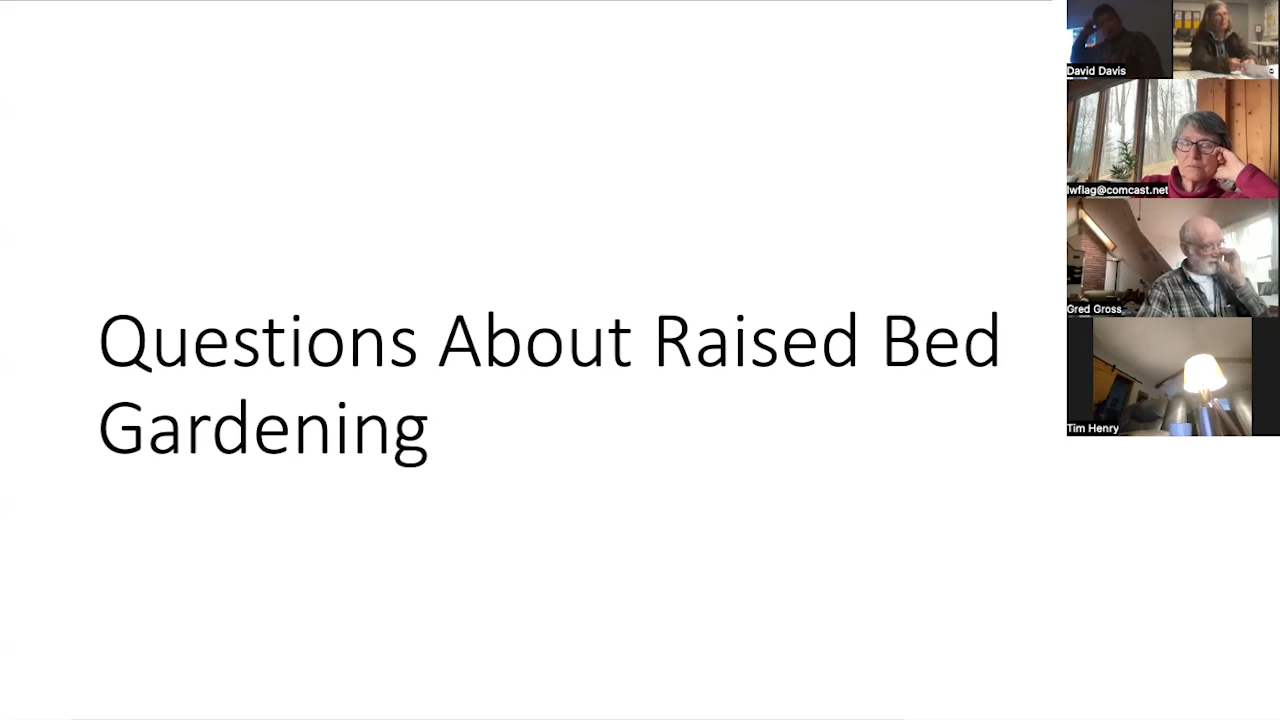 Questions About Raised Bed
Gardening
David Davis
lwflag@comcast.net
Gred Gross
Tim Henry